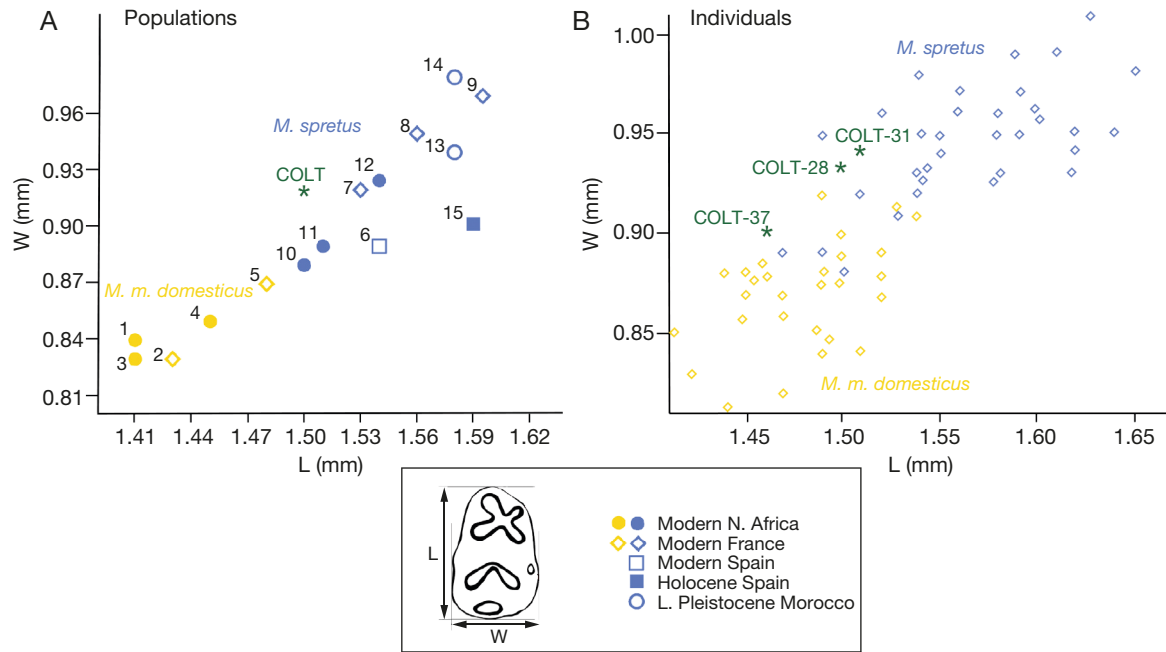 A
Populations
W (mm)
0.96
0.93
0.90
0.87
0.84
0.81
1.41
1.44
1.47
1.50
1.53
1.56
1.59
1.62
L (mm)
M. spretus
M. m. domesticus
COLT
1
2
3
4
5
6
7
8
9
10
11
12
13
14
15
B
Individuals
W (mm)
1.00
0.95
0.90
0.85
1.45
1.50
1.55
1.60
1.65
L (mm)
M. spretus
COLT-31
COLT-28
COLT-37
M. m. domesticus
L
W
Modern N. Africa
Modern France
Modern Spain
Holocene Spain
L. Pleistocene Morocco